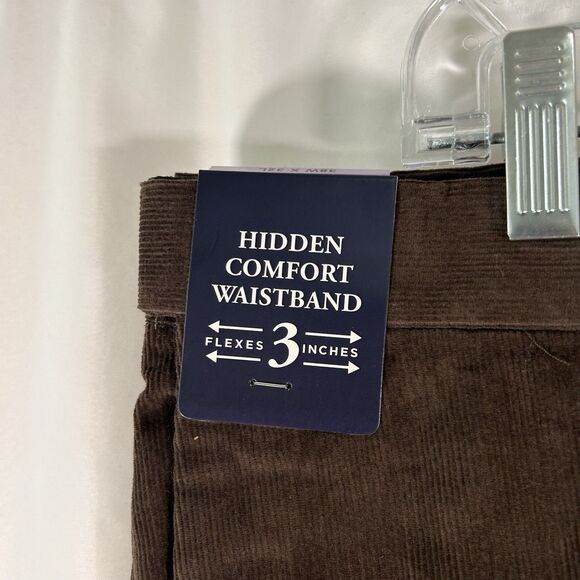 HIDDEN
COMFORT
WAISTBAND
FLEXES 3 INCHES